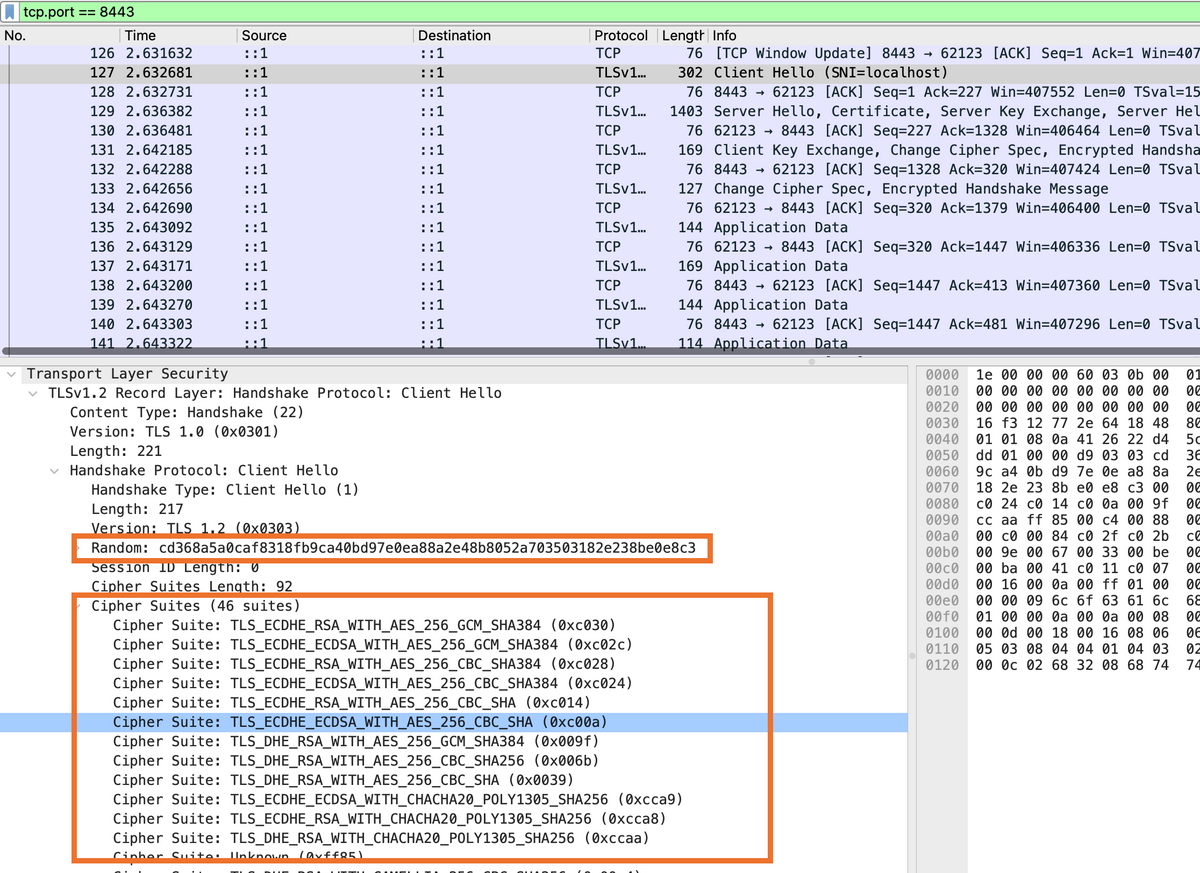 tcp.port == 8443
No. Time Source Destination Protocol Length Info
126 2.631632 ::1 ::1 TCP 76 [TCP Window Update] 8443 → 62123 [ACK] Seq=1 Ack=1 Win=407
127 2.632681 ::1 ::1 TLSv1… 302 Client Hello (SNI=localhost)
128 2.632731 ::1 ::1 TCP 76 8443 → 62123 [ACK] Seq=1 Ack=227 Win=407552 Len=0 TSval=15
129 2.636382 ::1 ::1 TLSv1… 1403 Server Hello, Certificate, Server Key Exchange, Server Hel
130 2.636481 ::1 ::1 TCP 76 62123 → 8443 [ACK] Seq=227 Ack=1328 Win=406464 Len=0 TSval
131 2.642185 ::1 ::1 TLSv1… 169 Client Key Exchange, Change Cipher Spec, Encrypted Handsha
132 2.642288 ::1 ::1 TCP 76 8443 → 62123 [ACK] Seq=1328 Ack=320 Win=407424 Len=0 TSval
133 2.642656 ::1 ::1 TLSv1… 127 Change Cipher Spec, Encrypted Handshake Message
134 2.642690 ::1 ::1 TCP 76 62123 → 8443 [ACK] Seq=320 Ack=1379 Win=406400 Len=0 TSval
135 2.643092 ::1 ::1 TLSv1… 144 Application Data
136 2.643129 ::1 ::1 TCP 76 62123 → 8443 [ACK] Seq=320 Ack=1447 Win=406336 Len=0 TSval
137 2.643171 ::1 ::1 TLSv1… 169 Application Data
138 2.643200 ::1 ::1 TCP 76 8443 → 62123 [ACK] Seq=1447 Ack=413 Win=407360 Len=0 TSval
139 2.643270 ::1 ::1 TLSv1… 144 Application Data
140 2.643303 ::1 ::1 TCP 76 8443 → 62123 [ACK] Seq=1447 Ack=481 Win=407296 Len=0 TSval
141 2.643322 ::1 ::1 TLSv1… 114 Application Data
Transport Layer Security
TLSv1.2 Record Layer: Handshake Protocol: Client Hello
Content Type: Handshake (22)
Version: TLS 1.0 (0x0301)
Length: 221
Handshake Protocol: Client Hello
Handshake Type: Client Hello (1)
Length: 217
Version: TLS 1.2 (0x0303)
Random: cd368a5a0caf8318fb9ca40bd97e0ea88a2e48b8052a703503182e238be0e8c3
Session ID Length: 0
Cipher Suites Length: 92
Cipher Suites (46 suites)
Cipher Suite: TLS_ECDHE_RSA_WITH_AES_256_GCM_SHA384 (0xc030)
Cipher Suite: TLS_ECDHE_ECDSA_WITH_AES_256_GCM_SHA384 (0xc02c)
Cipher Suite: TLS_ECDHE_RSA_WITH_AES_256_CBC_SHA384 (0xc028)
Cipher Suite: TLS_ECDHE_ECDSA_WITH_AES_256_CBC_SHA384 (0xc024)
Cipher Suite: TLS_ECDHE_RSA_WITH_AES_256_CBC_SHA (0xc014)
Cipher Suite: TLS_ECDHE_ECDSA_WITH_AES_256_CBC_SHA (0xc00a)
Cipher Suite: TLS_DHE_RSA_WITH_AES_256_GCM_SHA384 (0x009f)
Cipher Suite: TLS_DHE_RSA_WITH_AES_256_CBC_SHA256 (0x006b)
Cipher Suite: TLS_DHE_RSA_WITH_AES_256_CBC_SHA (0x0039)
Cipher Suite: TLS_ECDHE_ECDSA_WITH_CHACHA20_POLY1305_SHA256 (0xcca9)
Cipher Suite: TLS_ECDHE_RSA_WITH_CHACHA20_POLY1305_SHA256 (0xcca8)
Cipher Suite: TLS_DHE_RSA_WITH_CHACHA20_POLY1305_SHA256 (0xccaa)
Cipher Suite: Unknown (0xff85)
0000 1e 00 00 00 60 03 0b 00 01
0010 00 00 00 00 00 00 00 00 00
0020 00 00 00 00 00 00 00 00 00
0030 16 f3 12 77 2e 64 18 48 80
0040 01 01 08 0a 41 26 22 d4 5c
0050 dd 01 00 00 d9 03 03 cd 36
0060 9c a4 0b d9 7e 0e a8 8a 2e
0070 18 2e 23 8b e0 e8 c3 00 00
0080 c0 24 c0 14 c0 0a 00 9f 00
0090 cc aa ff 85 00 c4 00 88 00
00a0 00 c0 00 84 c0 2f c0 2b c0
00b0 00 9e 00 67 00 33 00 be 00
00c0 00 ba 00 41 c0 11 c0 07 00
00d0 00 16 00 0a 00 ff 01 00 00
00e0 00 00 09 6c 6f 63 61 6c 68
00f0 01 00 00 0a 00 0a 00 08 00
0100 00 0d 00 18 00 16 08 06 06
0110 05 03 08 04 04 01 04 03 02
0120 00 0c 02 68 32 08 68 74 74